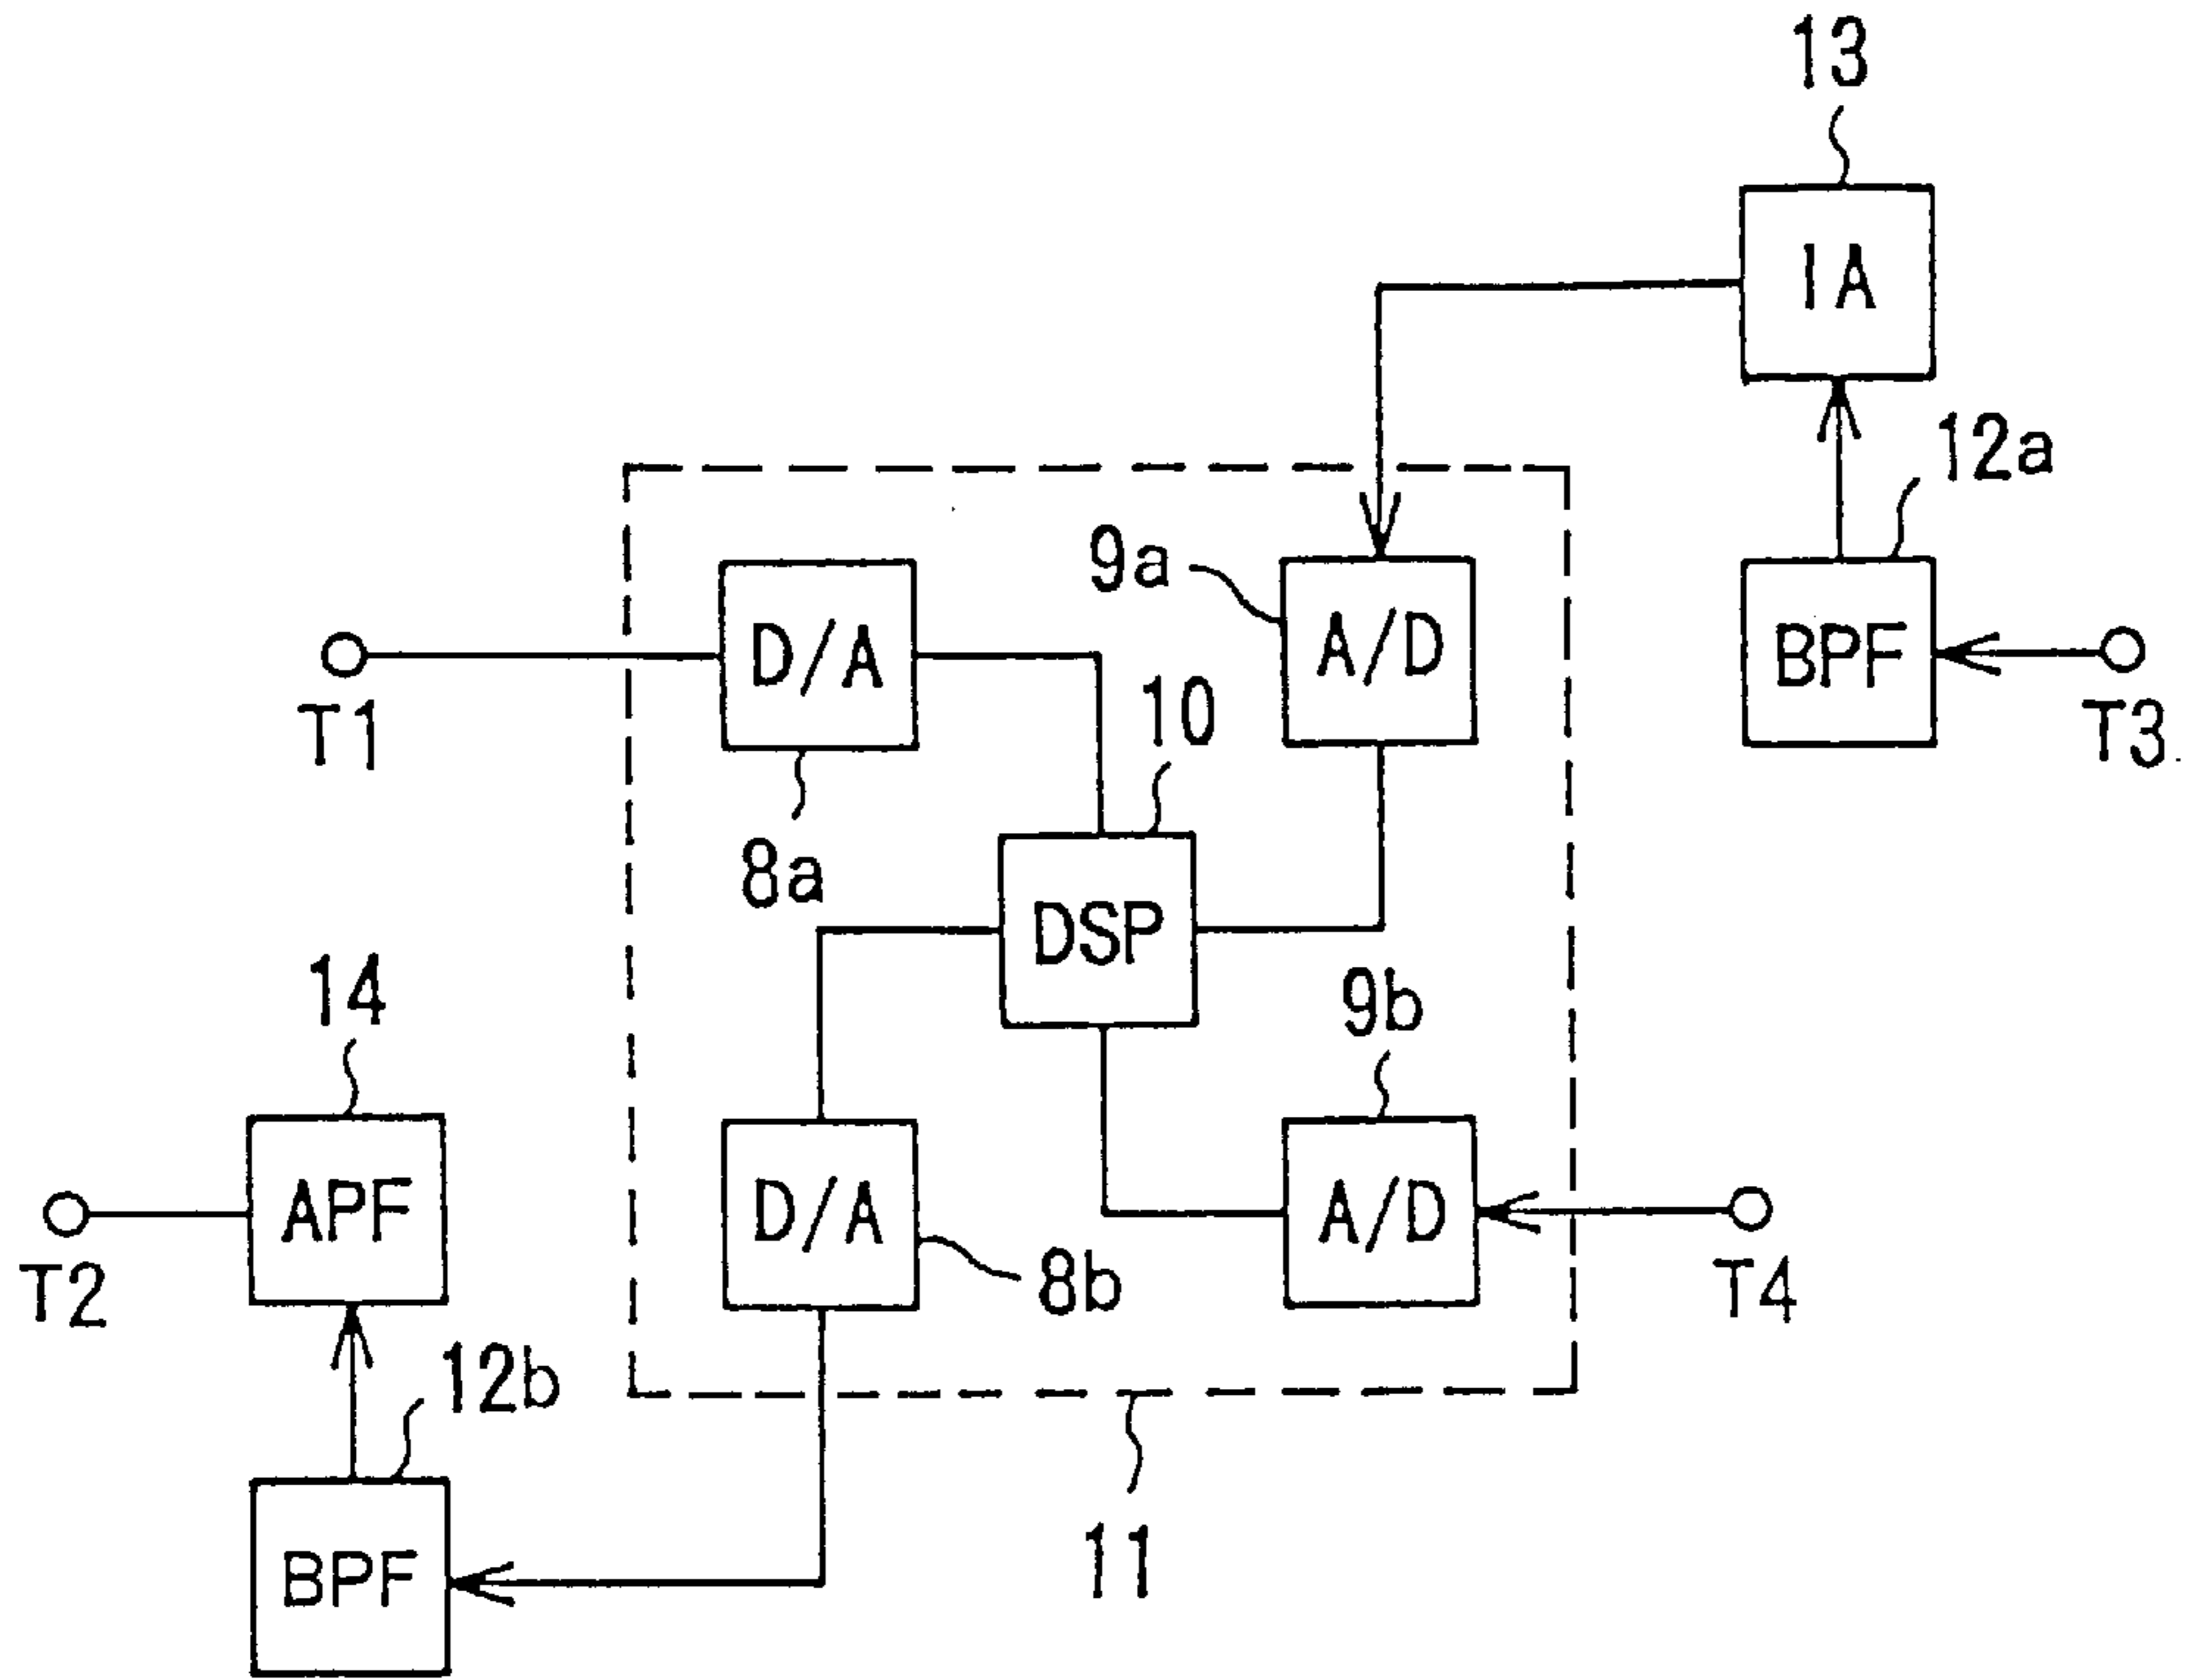 13
IA
12a
9a
D/A
A/D
BPF
T1
10
T3
8a
DSP
14
9b
APF
D/A
A/D
T2
8b
T4
12b
11
BPF